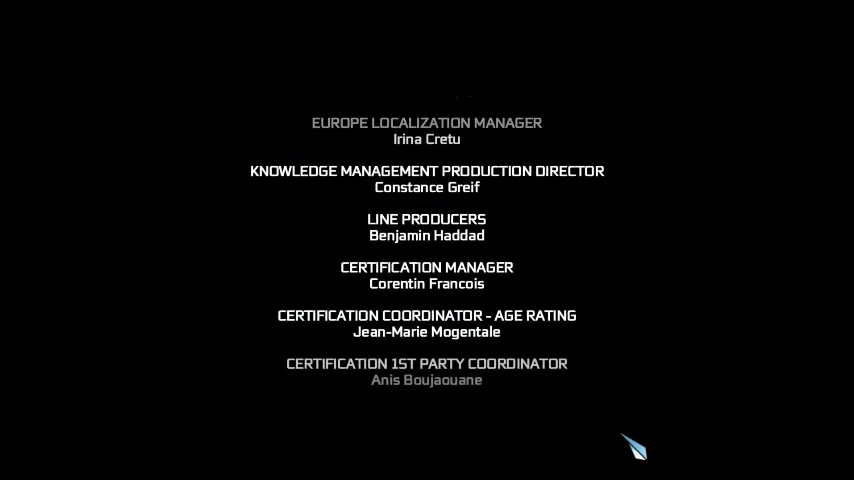 EUROPE LOCALIZATION MANAGER
Irina Cretu
KNOWLEDGE MANAGEMENT PRODUCTION DIRECTOR
Constance Greif
LINE PRODUCERS
Benjamin Haddad
CERTIFICATION MANAGER
Corentin Francois
CERTIFICATION COORDINATOR - AGE RATING
Jean-Marie Mogentale
CERTIFICATION 1ST PARTY COORDINATOR
Anis Boujaouane